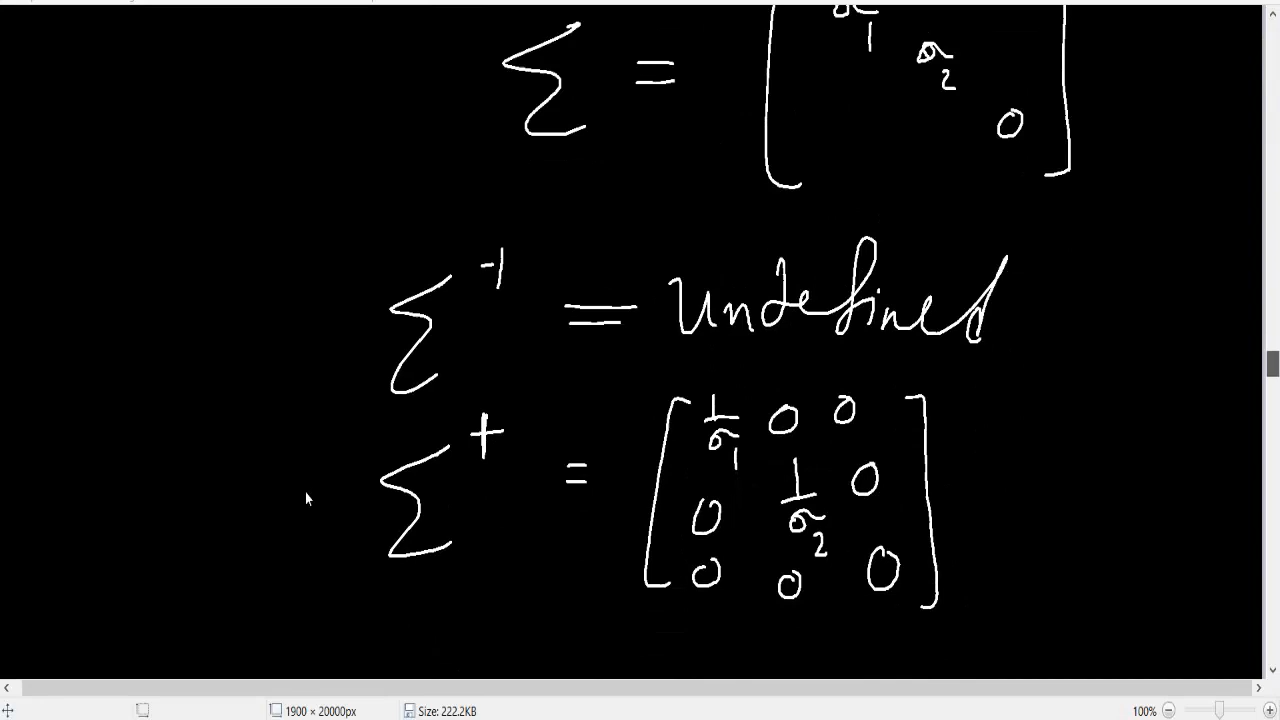 Σ = [ σ1 σ2 0 ]
Σ^-1 = Undefined
Σ^+ = [ 1/σ1 0 0
0 1/σ2 0
0 0 0 ]
1900 × 20000px Size: 222.2KB 100%